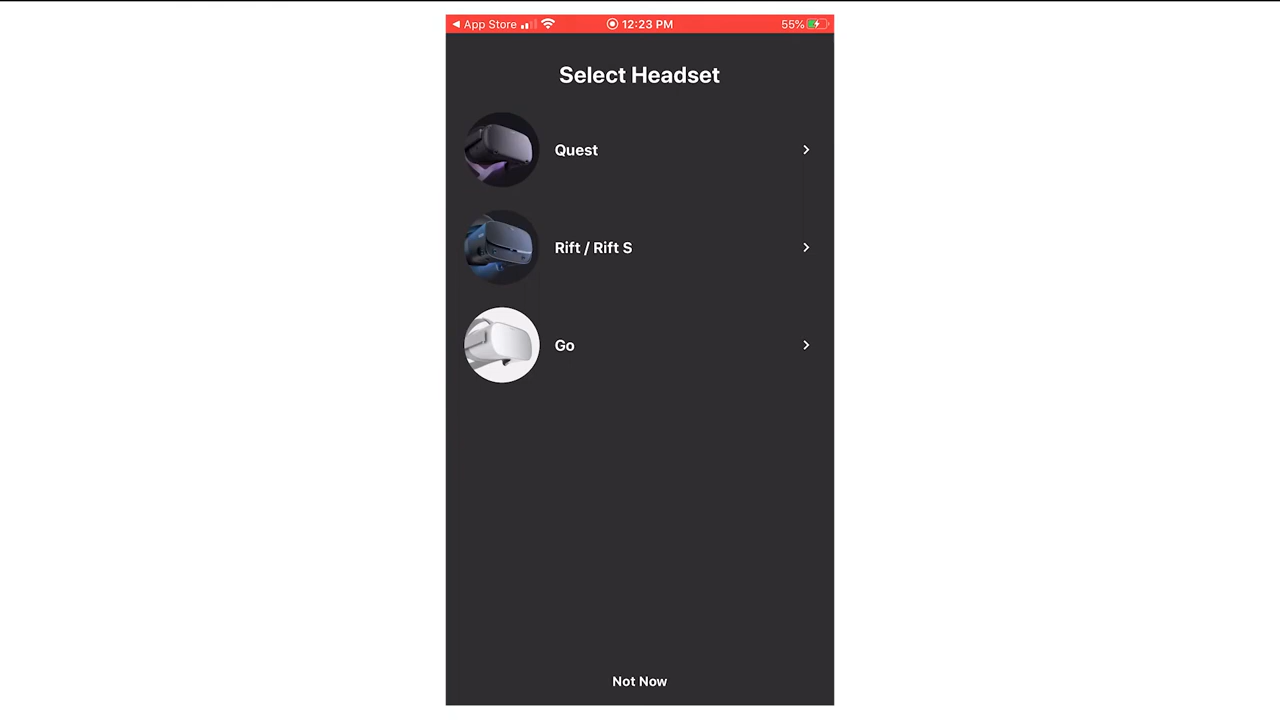 App Store 12:23 PM 55%
Select Headset
Quest
Rift / Rift S
Go
Not Now